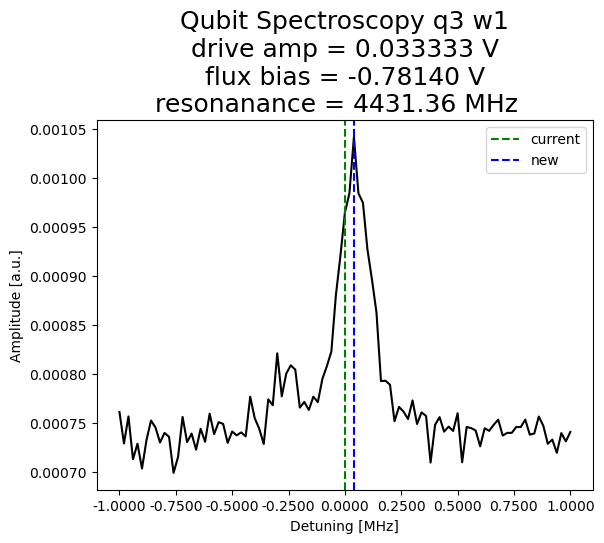 Qubit Spectroscopy q3 w1
drive amp = 0.033333 V
flux bias = -0.78140 V
resonanance = 4431.36 MHz
current
new
0.00105
0.00100
0.00095
0.00090
0.00085
0.00080
0.00075
0.00070
Amplitude [a.u.]
-1.0000 -0.7500 -0.5000 -0.2500 0.0000 0.2500 0.5000 0.7500 1.0000
Detuning [MHz]